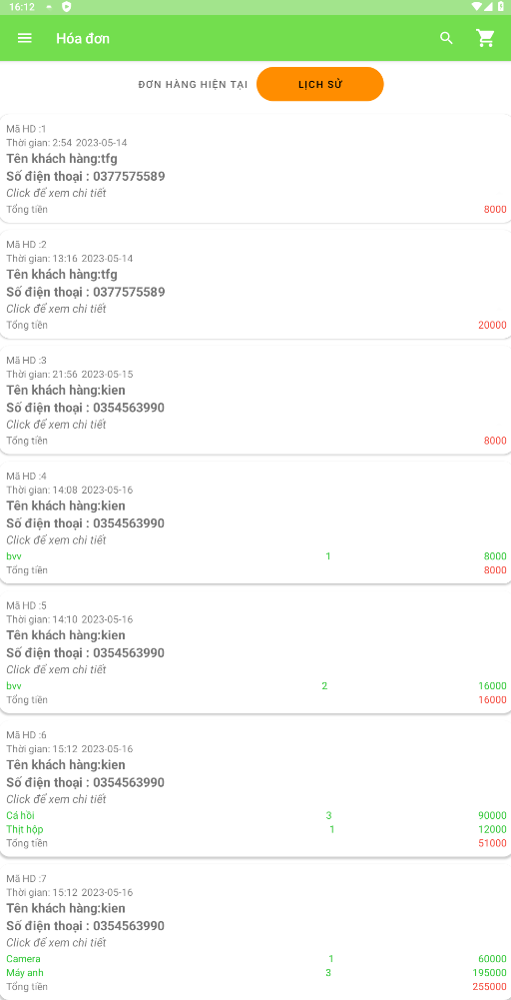 16:12
Hóa đơn
ĐƠN HÀNG HIỆN TẠI LỊCH SỬ
Mã HD :1
Thời gian: 2:54 2023-05-14
Tên khách hàng:tfg
Số điện thoại : 0377575589
Click để xem chi tiết
Tổng tiền 8000
Mã HD :2
Thời gian: 13:16 2023-05-14
Tên khách hàng:tfg
Số điện thoại : 0377575589
Click để xem chi tiết
Tổng tiền 20000
Mã HD :3
Thời gian: 21:56 2023-05-15
Tên khách hàng:kien
Số điện thoại : 0354563990
Click để xem chi tiết
Tổng tiền 8000
Mã HD :4
Thời gian: 14:08 2023-05-16
Tên khách hàng:kien
Số điện thoại : 0354563990
Click để xem chi tiết
bvv 1 8000
Tổng tiền 8000
Mã HD :5
Thời gian: 14:10 2023-05-16
Tên khách hàng:kien
Số điện thoại : 0354563990
Click để xem chi tiết
bvv 2 16000
Tổng tiền 16000
Mã HD :6
Thời gian: 15:12 2023-05-16
Tên khách hàng:kien
Số điện thoại : 0354563990
Click để xem chi tiết
Cá hồi 3 90000
Thịt hộp 1 12000
Tổng tiền 51000
Mã HD :7
Thời gian: 15:12 2023-05-16
Tên khách hàng:kien
Số điện thoại : 0354563990
Click để xem chi tiết
Camera 1 60000
Máy anh 3 195000
Tổng tiền 255000